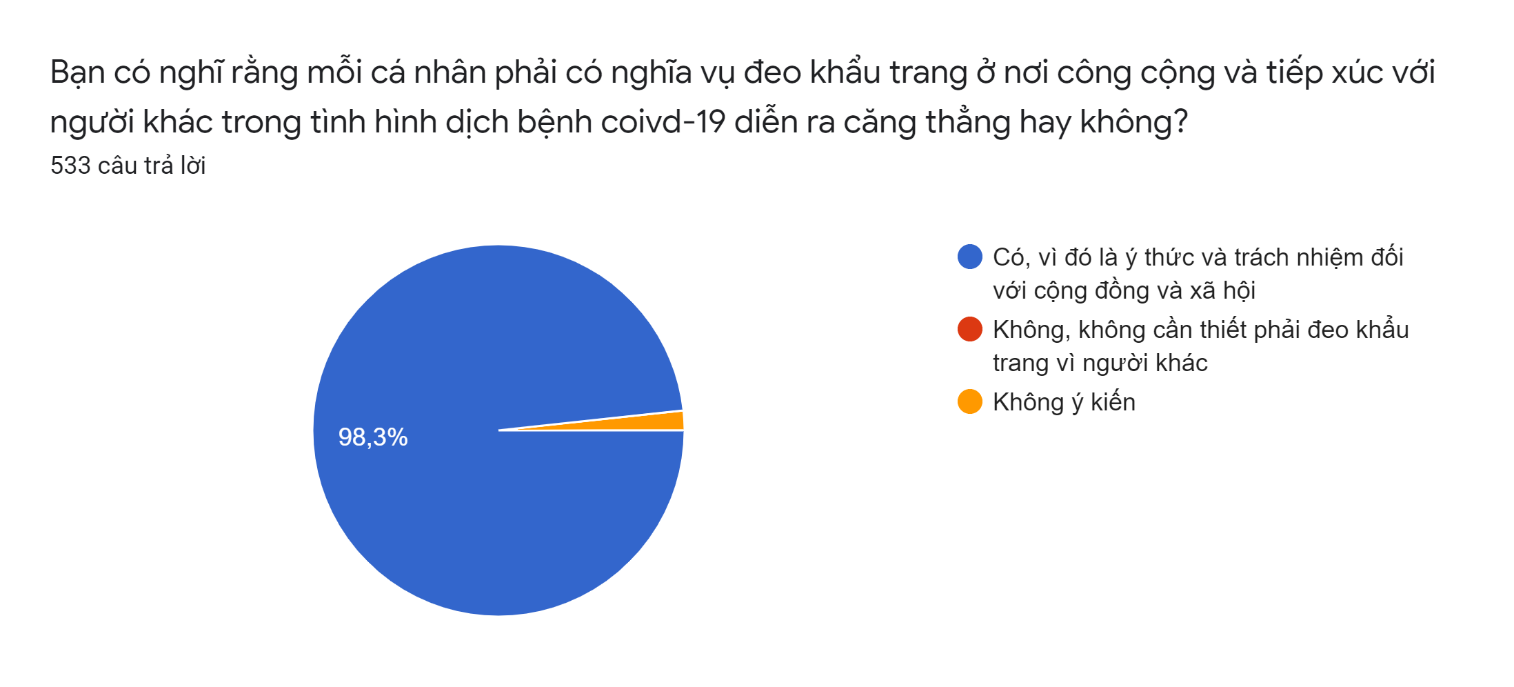 Bạn có nghĩ rằng mỗi cá nhân phải có nghĩa vụ đeo khẩu trang ở nơi công cộng và tiếp xúc với
người khác trong tình hình dịch bệnh coivd-19 diễn ra căng thẳng hay không?
533 câu trả lời
Có, vì đó là ý thức và trách nhiệm đối
với cộng đồng và xã hội
Không, không cần thiết phải đeo khẩu
trang vì người khác
Không ý kiến
98,3%